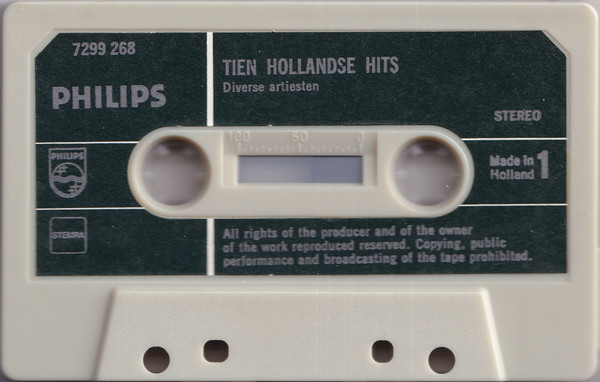 7299 268
PHILIPS
TIEN HOLLANDSE HITS
Diverse artiesten
STEREO
100 50 0
PHILIPS
Made in
Holland 1
STEMRA
All rights of the producer and of the owner
of the work reproduced reserved. Copying, public
performance and broadcasting of the tape prohibited.